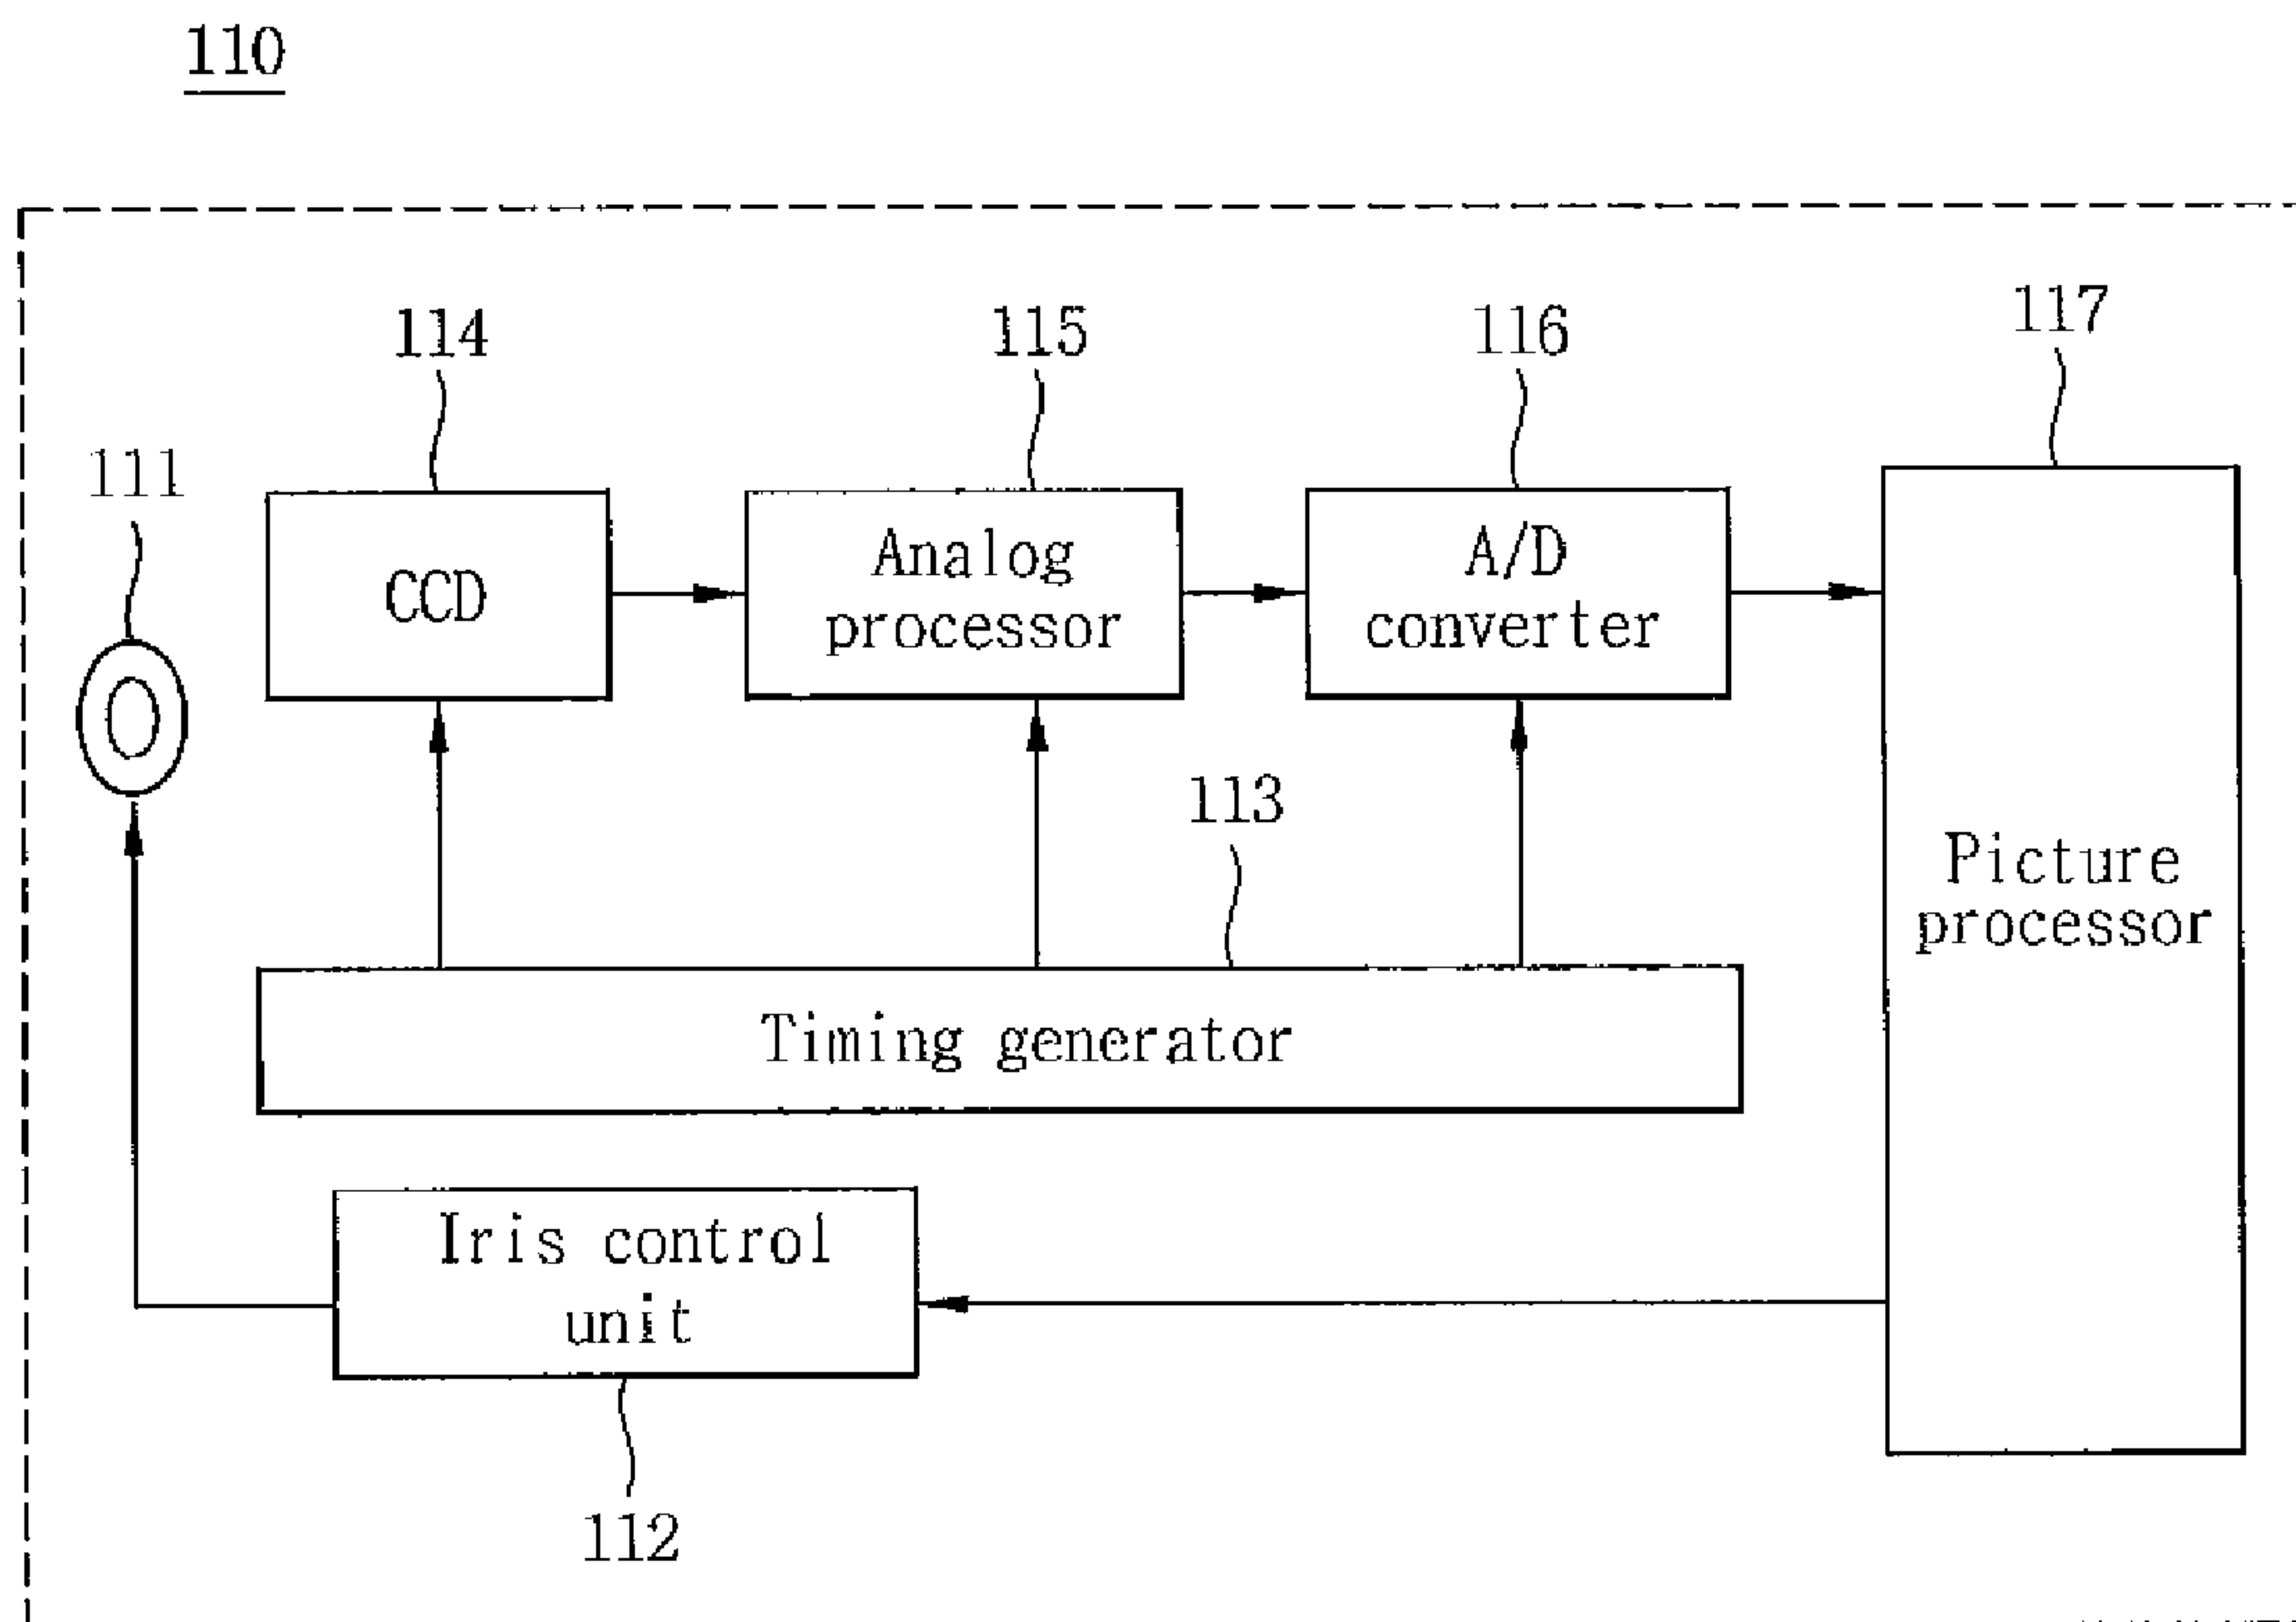 110
114
115
116
117
111
CCD
Analog
processor
A/D
converter
113
Picture
processor
Timing generator
Iris control
unit
112